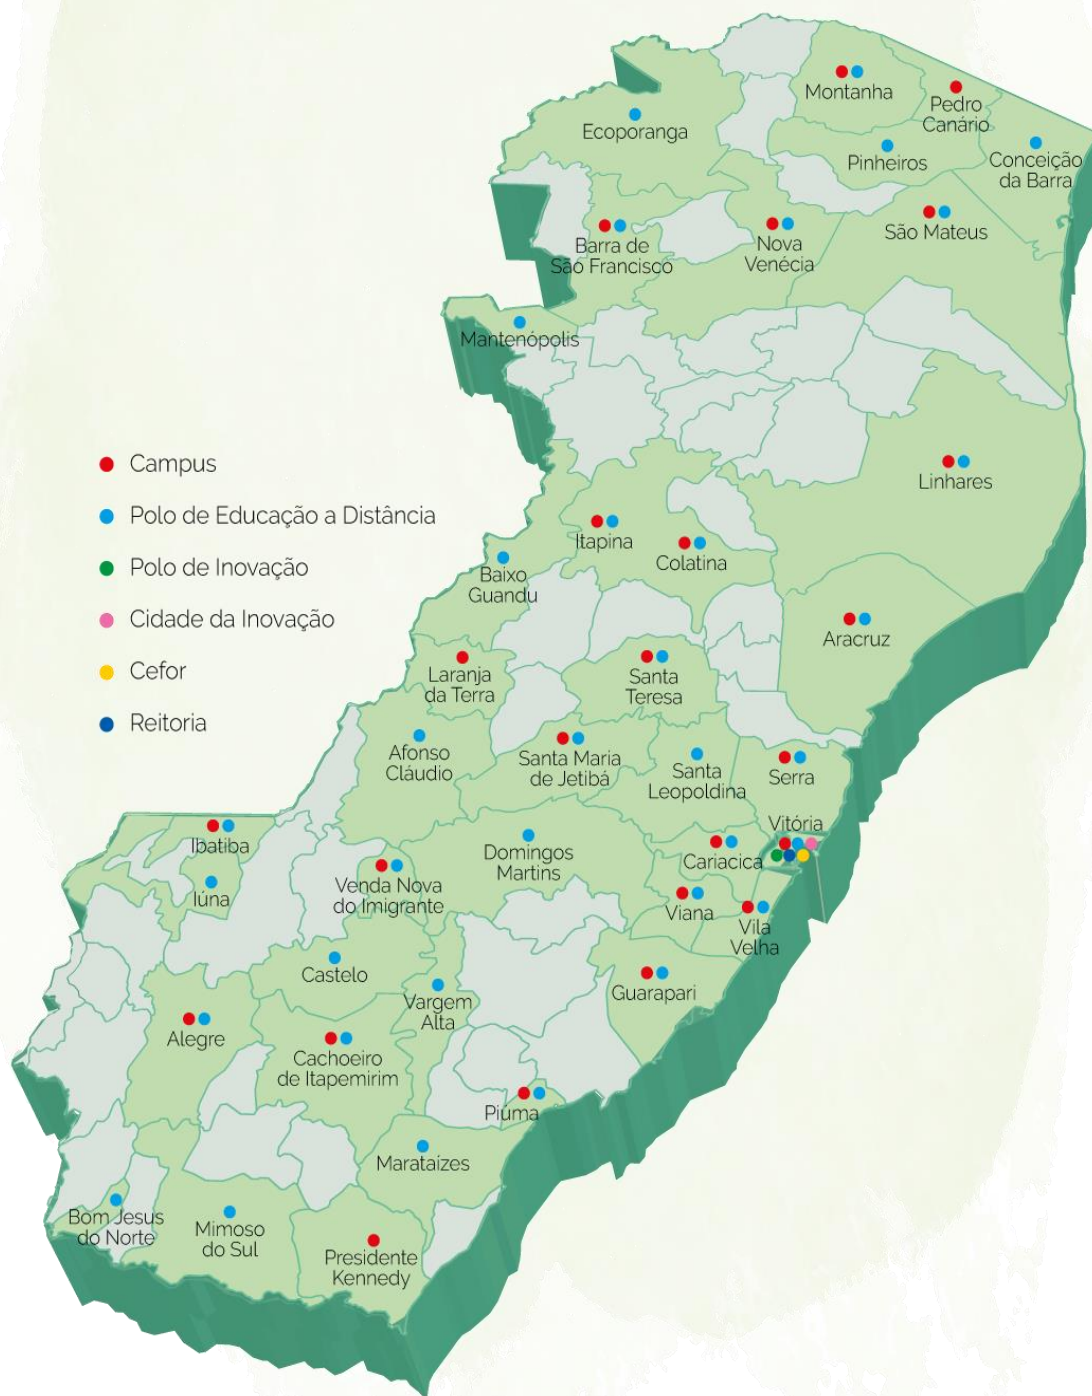 Montanha
Pedro
Canário
Ecoporanga
Pinheiros
Conceição
da Barra
São Mateus
Barra de
São Francisco
Nova
Venécia
Mantenópolis
Campus
Polo de Educação a Distância
Polo de Inovação
Cidade da Inovação
Cefor
Reitoria
Linhares
Itapina
Colatina
Baixo
Guandu
Aracruz
Laranja
da Terra
Santa
Teresa
Afonso
Cláudio
Santa Maria
de Jetibá
Santa
Leopoldina
Serra
Vitória
Ibatiba
Domingos
Martins
Cariacica
Iúna
Venda Nova
do Imigrante
Viana
Vila
Velha
Castelo
Vargem
Alta
Guarapari
Alegre
Cachoeiro
de Itapemirim
Piúma
Marataízes
Bom Jesus
do Norte
Mimoso
do Sul
Presidente
Kennedy